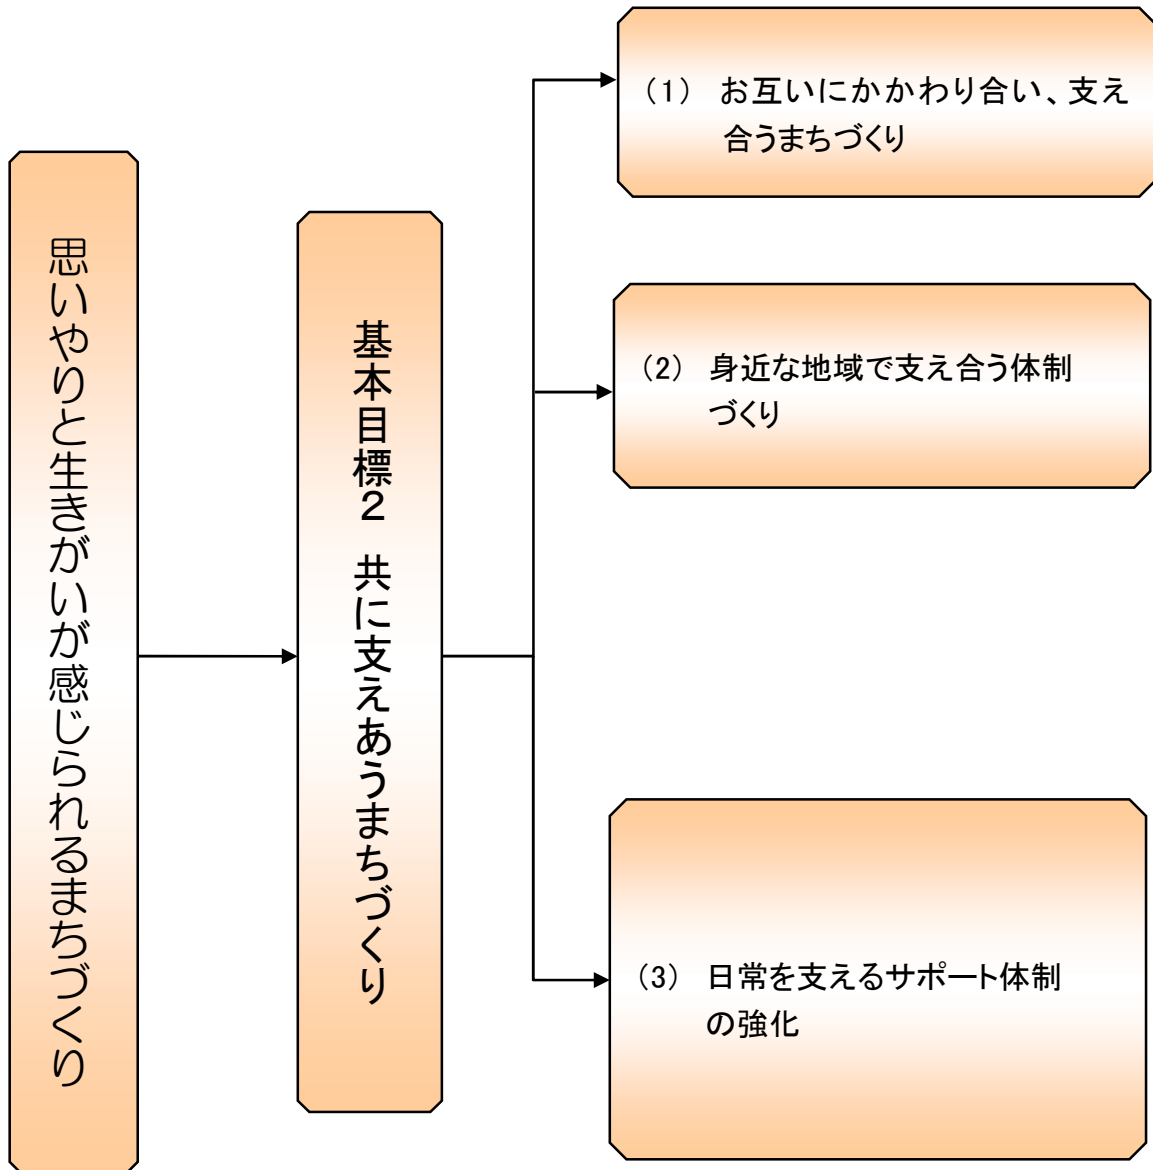 思いやりと生きがいが感じられるまちづくり
基本目標２　共に支えあうまちづくり
（１）　お互いにかかわり合い、支え
合うまちづくり
（２）　身近な地域で支え合う体制
づくり
（３）　日常を支えるサポート体制
の強化